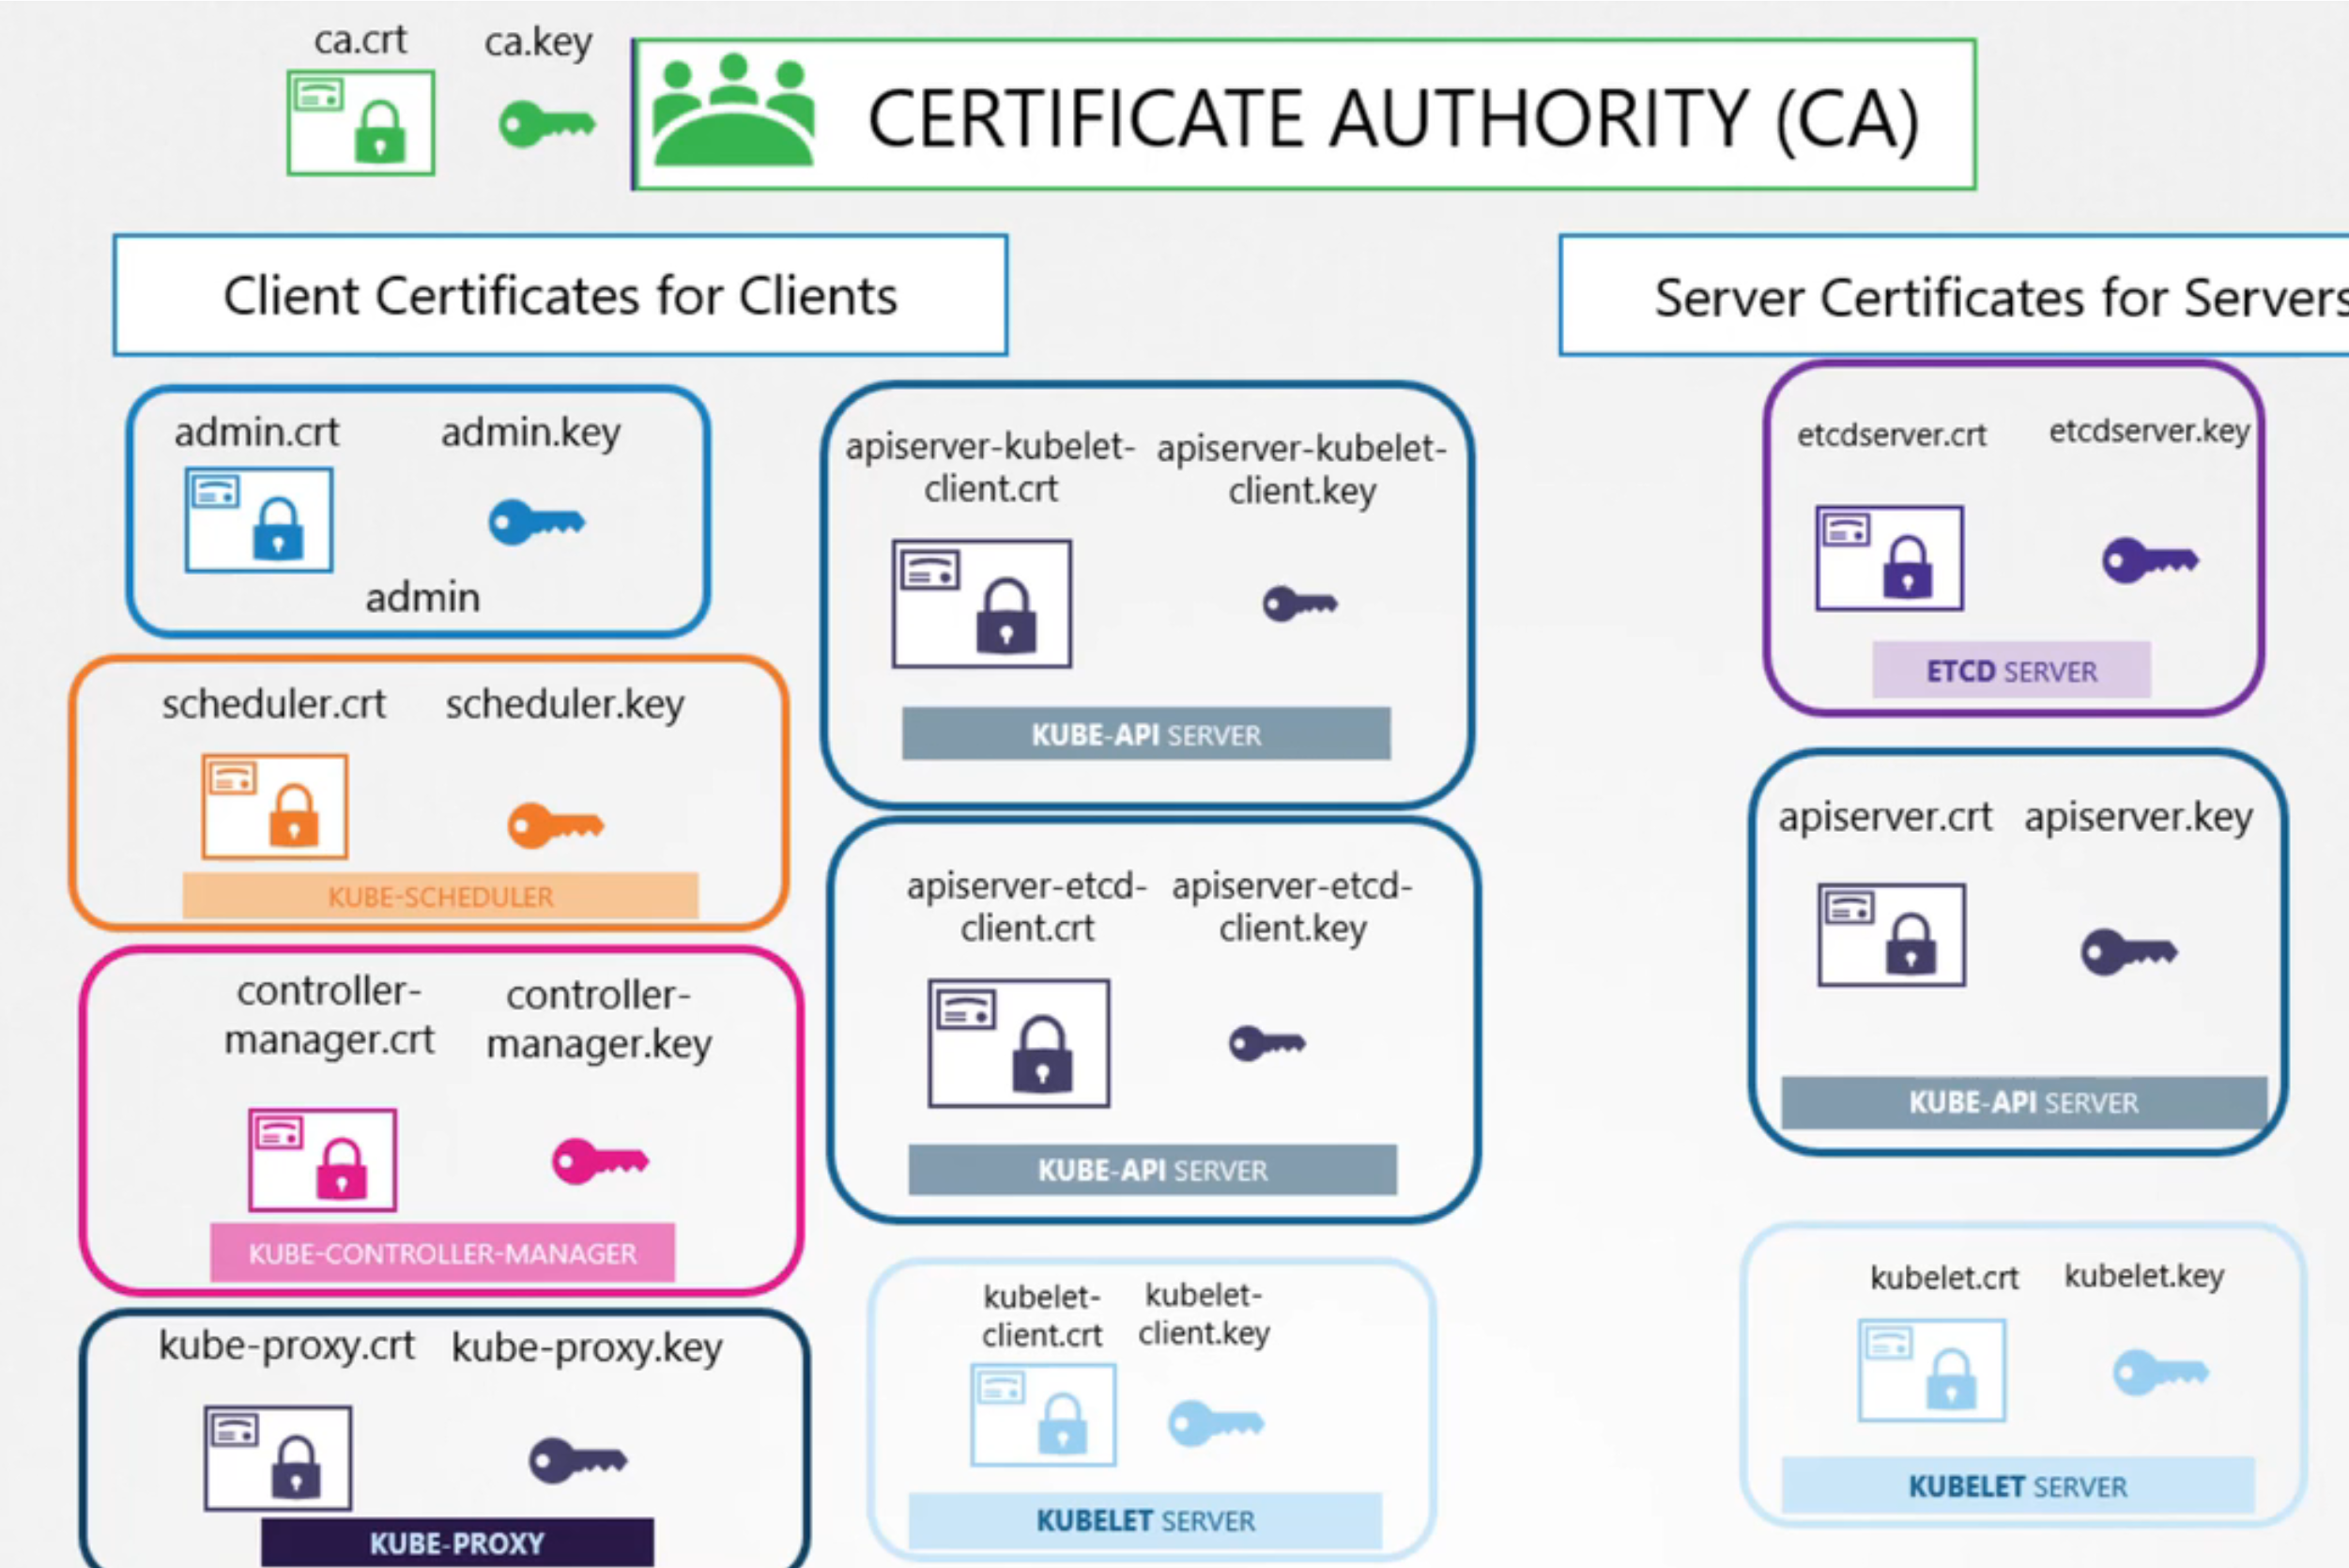 ca.crt
ca.key
CERTIFICATE AUTHORITY (CA)
Client Certificates for Clients
Server Certificates for Servers
admin.crt
admin.key
admin
scheduler.crt
scheduler.key
KUBE-SCHEDULER
controller-
manager.crt
controller-
manager.key
KUBE-CONTROLLER-MANAGER
kube-proxy.crt
kube-proxy.key
KUBE-PROXY
apiserver-kubelet-
client.crt
apiserver-kubelet-
client.key
KUBE-API SERVER
apiserver-etcd-
client.crt
apiserver-etcd-
client.key
KUBE-API SERVER
kubelet-
client.crt
kubelet-
client.key
KUBELET SERVER
etcdserver.crt
etcdserver.key
ETCD SERVER
apiserver.crt
apiserver.key
KUBE-API SERVER
kubelet.crt
kubelet.key
KUBELET SERVER